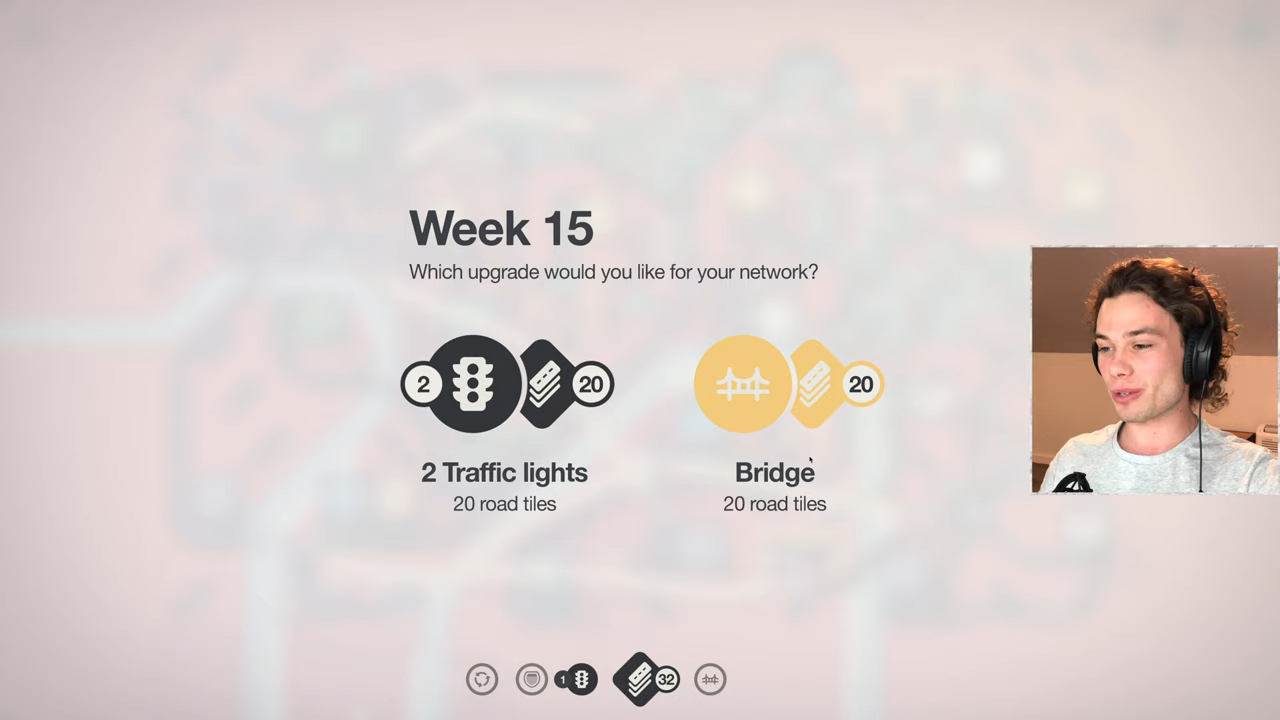 Week 15
Which upgrade would you like for your network?
2 20 20
2 Traffic lights Bridge
20 road tiles 20 road tiles
1 32